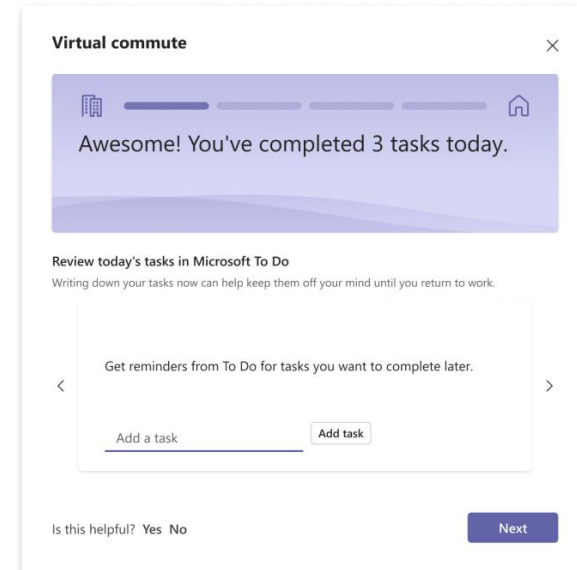 Virtual commute
Awesome! You've completed 3 tasks today.
Review today's tasks in Microsoft To Do
Writing down your tasks now can help keep them off your mind until you return to work.
Get reminders from To Do for tasks you want to complete later.
Add a task
Add task
Is this helpful? Yes No
Next